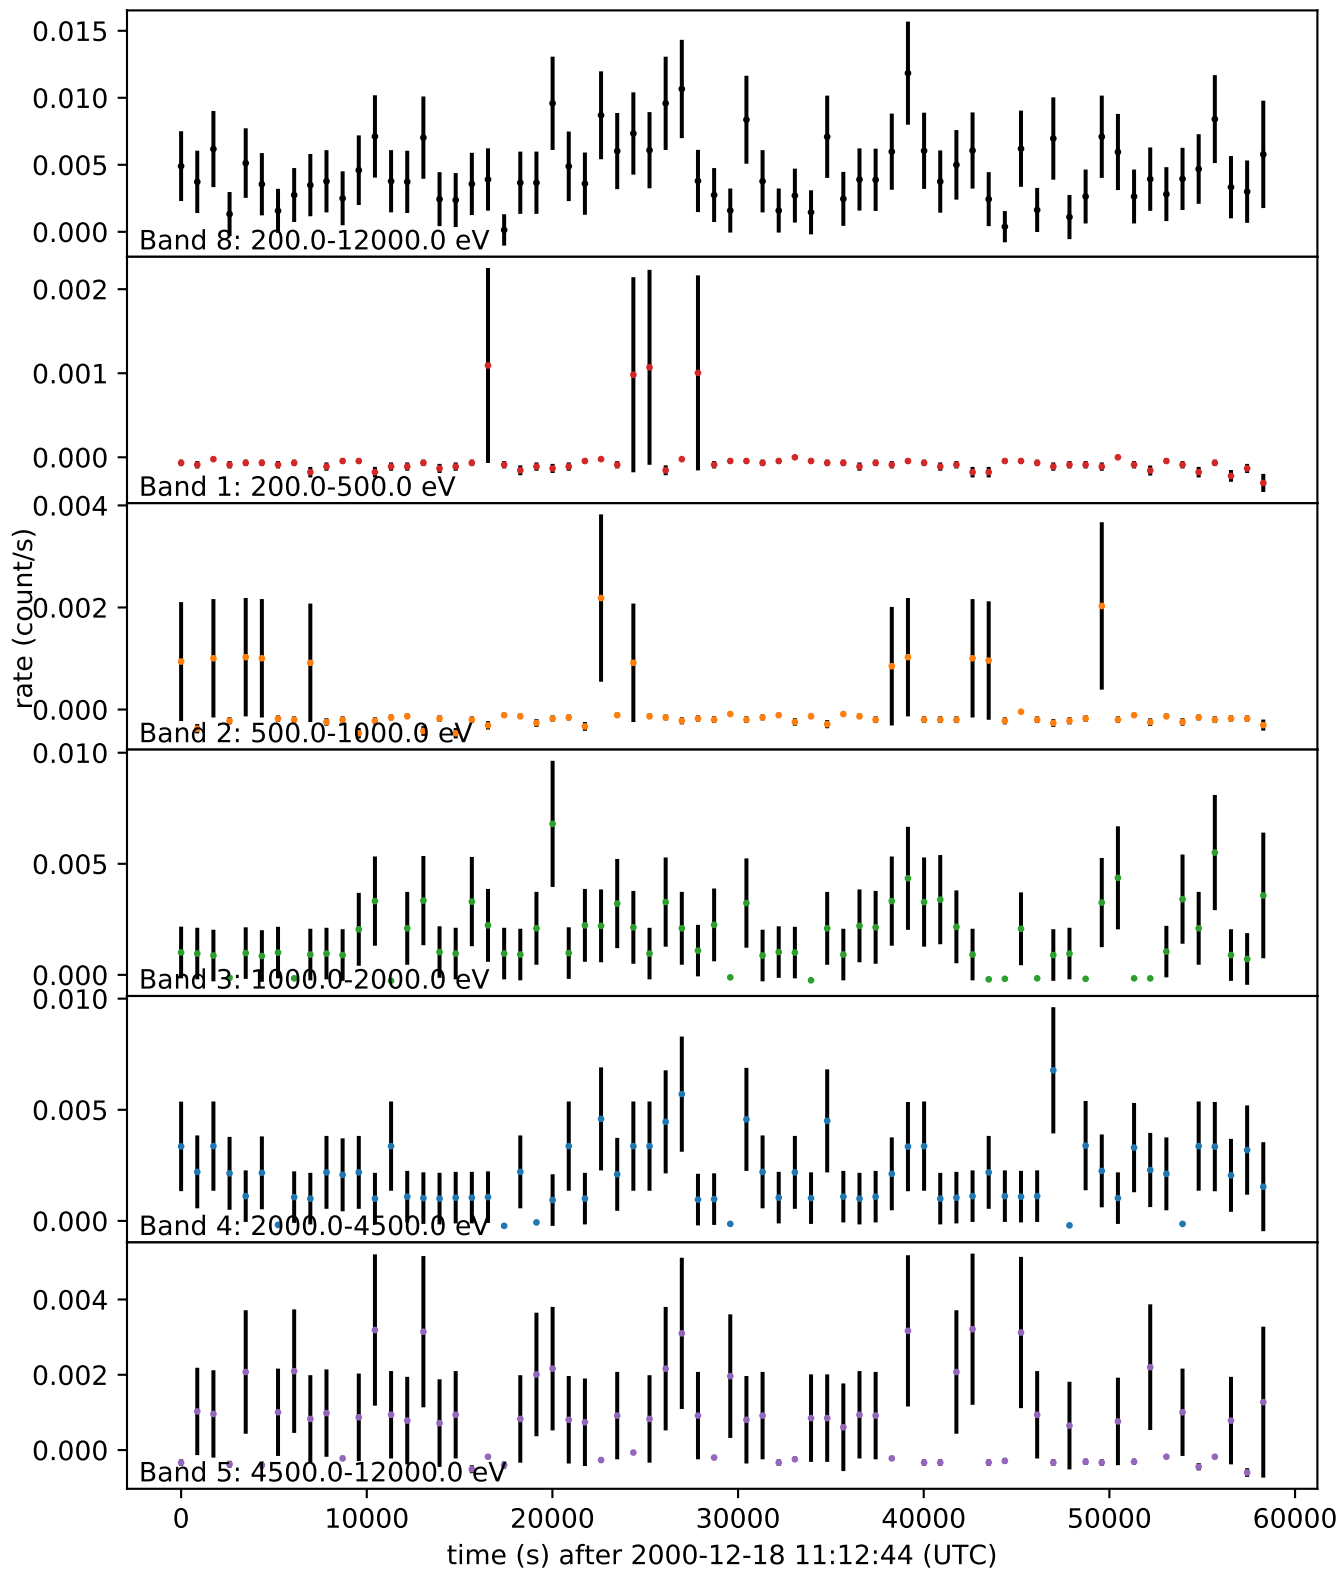 0.015
0.010
0.005
0.000
Band 8: 200.0-12000.0 eV
0.002
0.001
0.000
Band 1: 200.0-500.0 eV
0.004
0.002
0.000
Band 2: 500.0-1000.0 eV
rate (count/s)
0.010
0.005
0.000
Band 3: 1000.0-2000.0 eV
0.010
0.005
0.000
Band 4: 2000.0-4500.0 eV
0.004
0.002
0.000
Band 5: 4500.0-12000.0 eV
0 10000 20000 30000 40000 50000 60000
time (s) after 2000-12-18 11:12:44 (UTC)